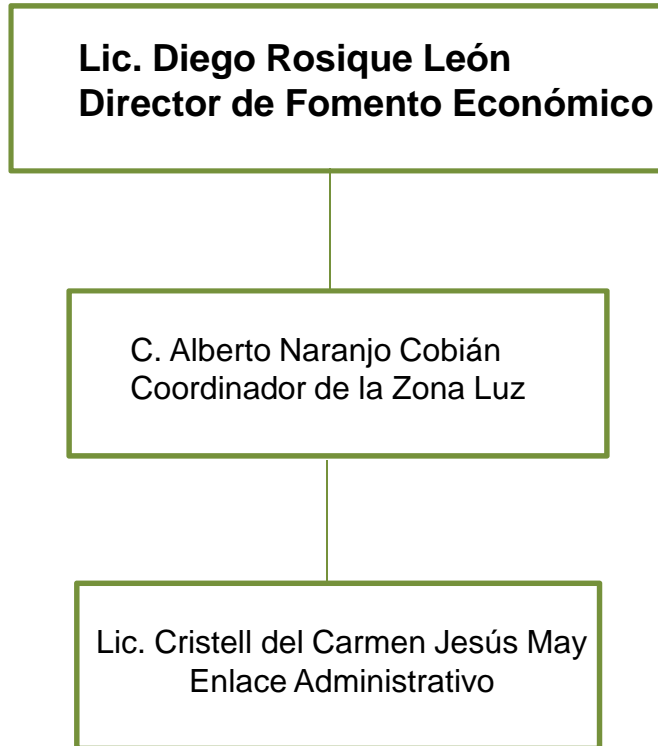 Lic. Diego Rosique León
Director de Fomento Económico
C. Alberto Naranjo Cobián
Coordinador de la Zona Luz
Lic. Cristell del Carmen Jesús May
Enlace Administrativo